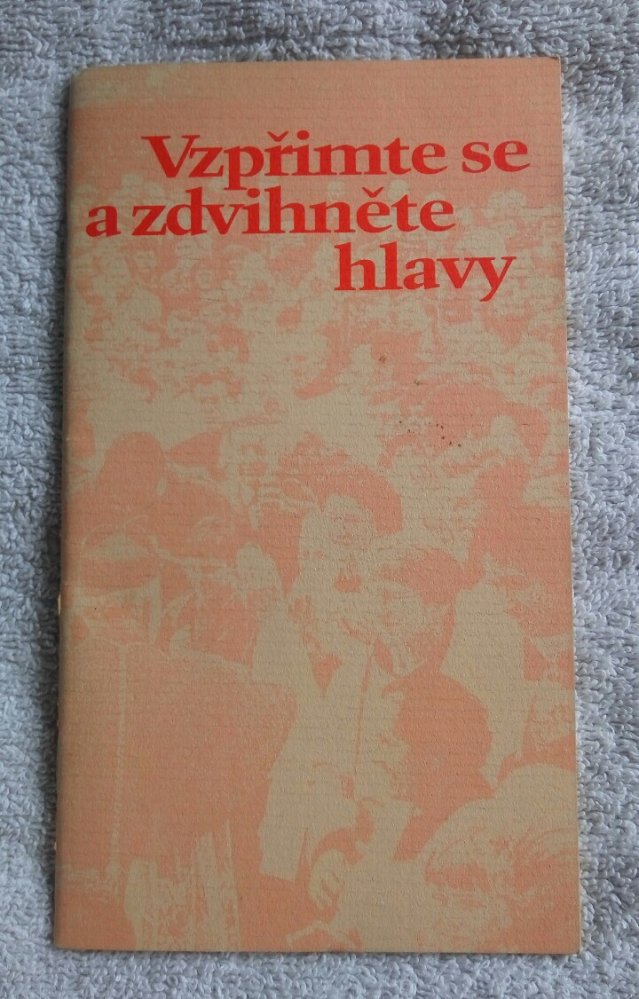 Vzpřimte se
a zdvihněte
hlavy